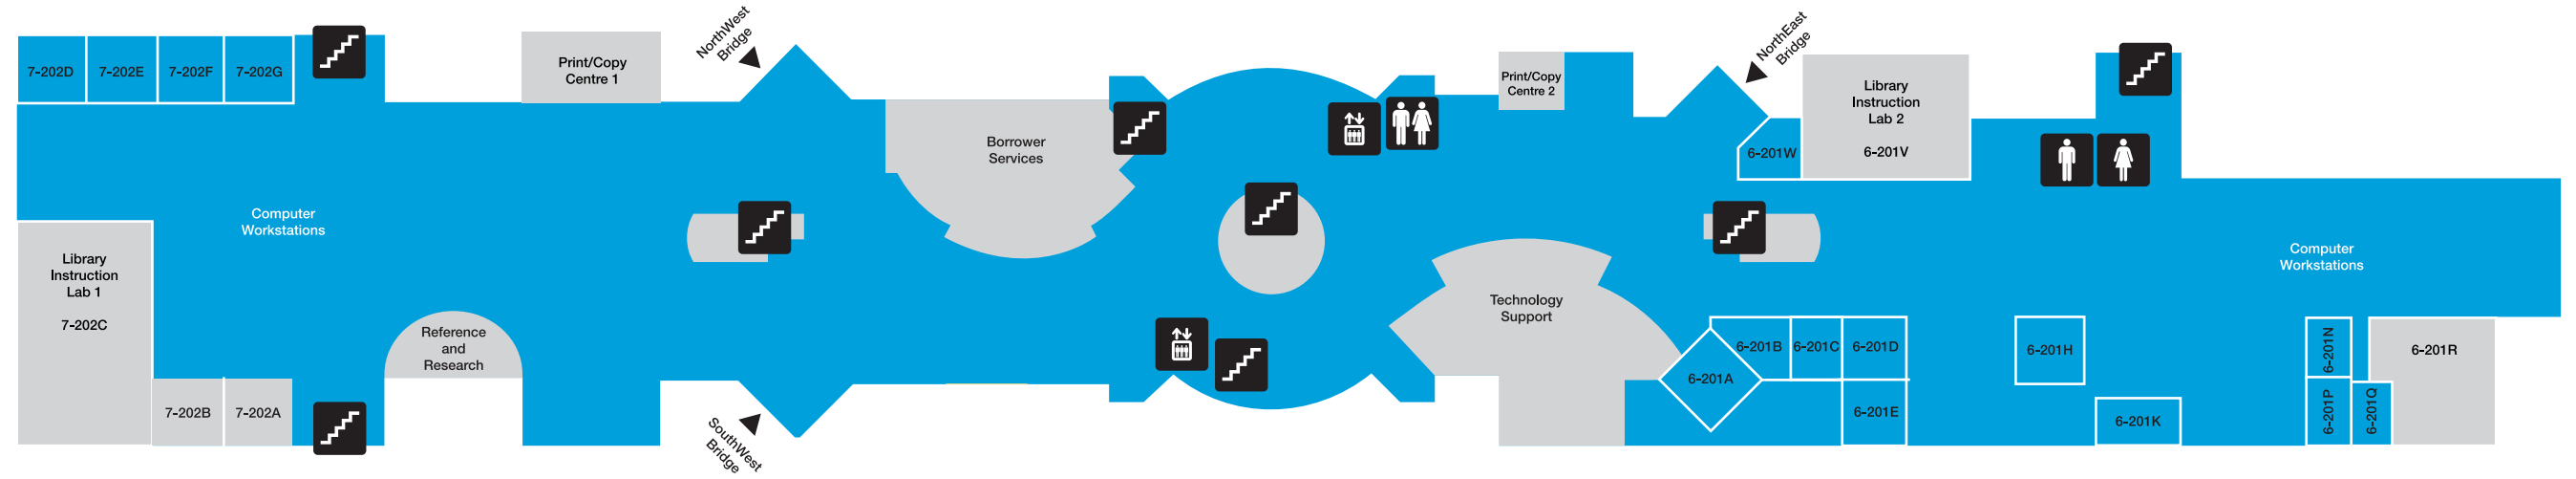 7-202D
7-202E
7-202F
7-202G
Print/Copy
Centre 1
NorthWest
Bridge
Borrower
Services
Print/Copy
Centre 2
NorthEast
Bridge
Library
Instruction
Lab 2
6-201V
6-201W
Computer
Workstations
Library
Instruction
Lab 1
7-202C
Reference
and
Research
7-202B
7-202A
SouthWest
Bridge
Technology
Support
6-201A
6-201B
6-201C
6-201D
6-201E
6-201H
6-201K
Computer
Workstations
6-201N
6-201P
6-201Q
6-201R